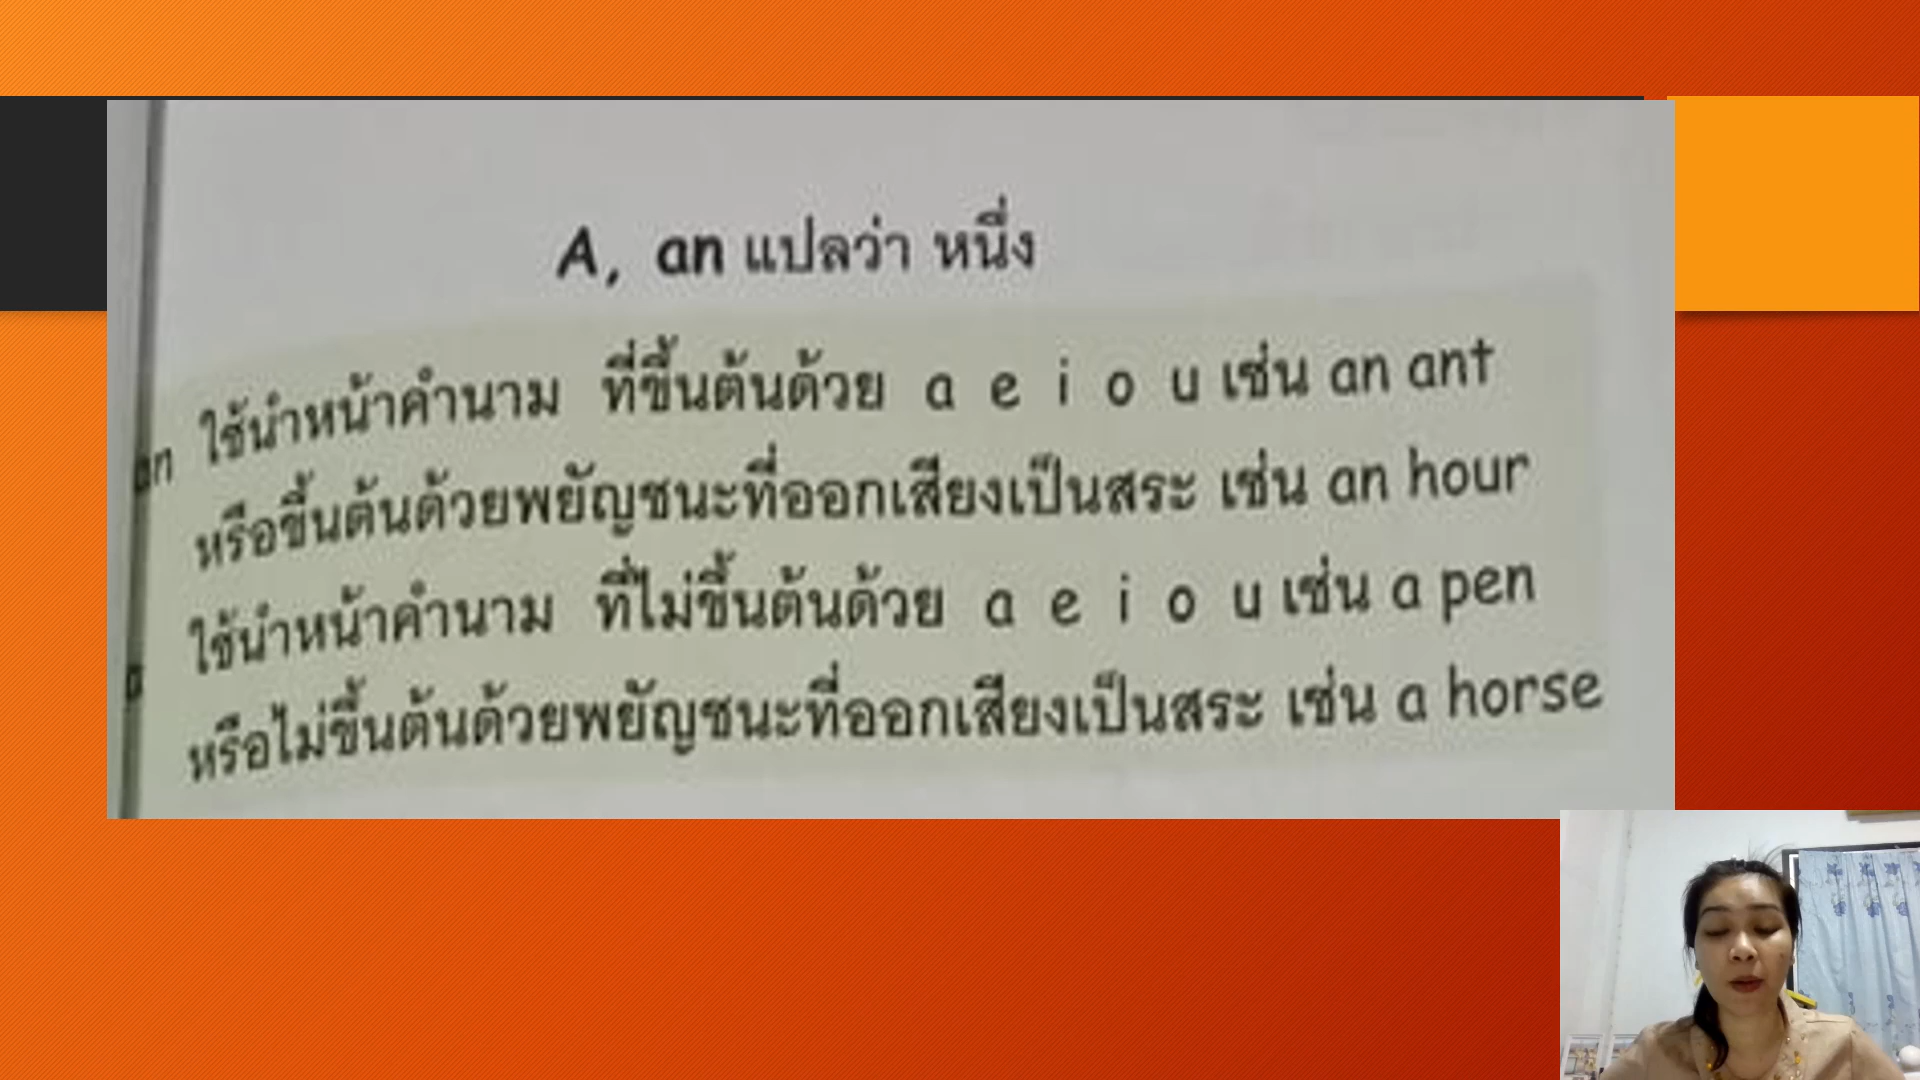 A, an แปลว่า หนึ่ง
an ใช้นำหน้าคำนาม ที่ขึ้นต้นด้วย a e i o u เช่น an ant
หรือขึ้นต้นด้วยพยัญชนะที่ออกเสียงเป็นสระ เช่น an hour
a ใช้นำหน้าคำนาม ที่ไม่ขึ้นต้นด้วย a e i o u เช่น a pen
หรือไม่ขึ้นต้นด้วยพยัญชนะที่ออกเสียงเป็นสระ เช่น a horse